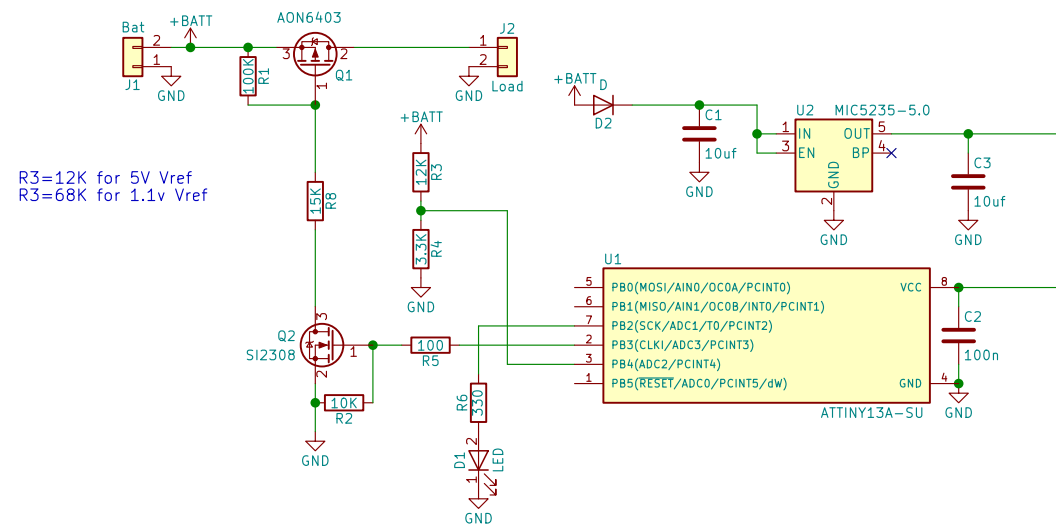 AON6403
Bat
+BATT
J2
2
1
J1
GND
100K
R1
3
2
Q1
1
1
2
GND
Load
+BATT
D
D2
C1
10uf
GND
U2
MIC5235-5.0
1
IN
OUT
5
3
EN
BP
4
GND
2
GND
C3
10uf
GND
+BATT
12K
R3
R3=12K for 5V Vref
R3=68K for 1.1v Vref
15K
R8
3.3K
R4
GND
U1
5
PB0(MOSI/AIN0/OC0A/PCINT0)
VCC
8
6
PB1(MISO/AIN1/OC0B/INT0/PCINT1)
7
PB2(SCK/ADC1/T0/PCINT2)
2
PB3(CLKI/ADC3/PCINT3)
3
PB4(ADC2/PCINT4)
1
PB5(RESET/ADC0/PCINT5/dW)
GND
4
ATTINY13A-SU
C2
100n
GND
Q2
SI2308
3
1
2
100
R5
10K
R2
GND
R6
330
2
D1
LED
1
GND